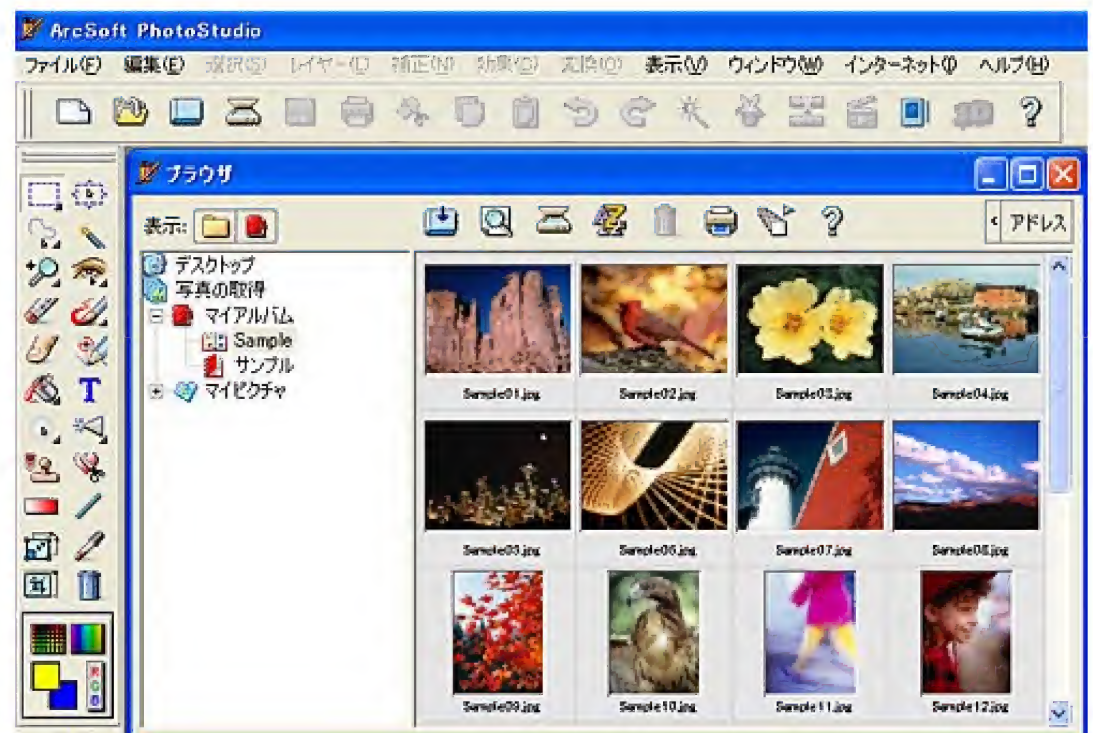 ArcSoft PhotoStudio
ファイル(F) 編集(E) 選択(S) レイヤー(L) 補正(N) 効果(C) 変換(O) 表示(V) ウィンドウ(W) インターネット(I) ヘルプ(H)
ブラウザ
表示:
アドレス
デスクトップ
写真の取得
マイアルバム
Sample
サンプル
マイピクチャ
Sample01.jpg Sample02.jpg Sample03.jpg Sample04.jpg
Sample05.jpg Sample06.jpg Sample07.jpg Sample08.jpg
Sample09.jpg Sample10.jpg Sample11.jpg Sample12.jpg
T
R
G
B